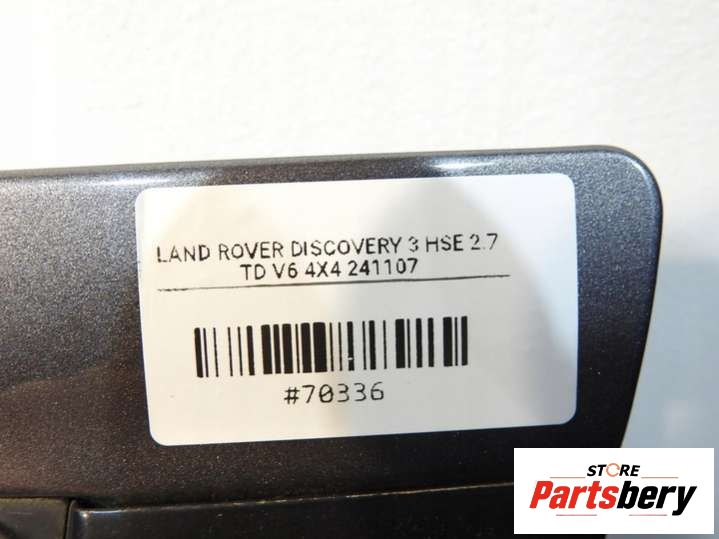 LAND ROVER DISCOVERY 3 HSE 2.7
TD V6 4X4 241107
#70336
STORE
Partsbery